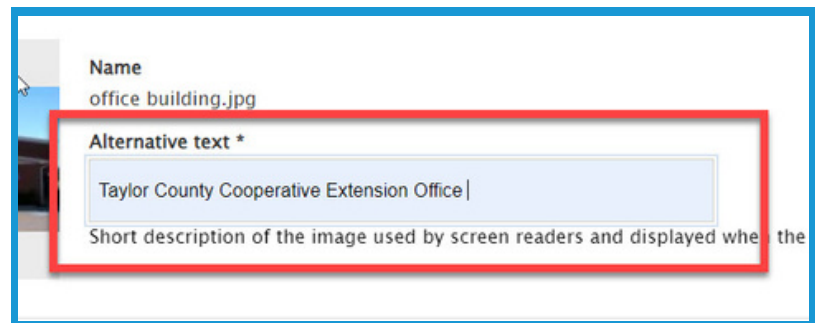 Name
office building.jpg
Alternative text *
Taylor County Cooperative Extension Office
Short description of the image used by screen readers and displayed when the